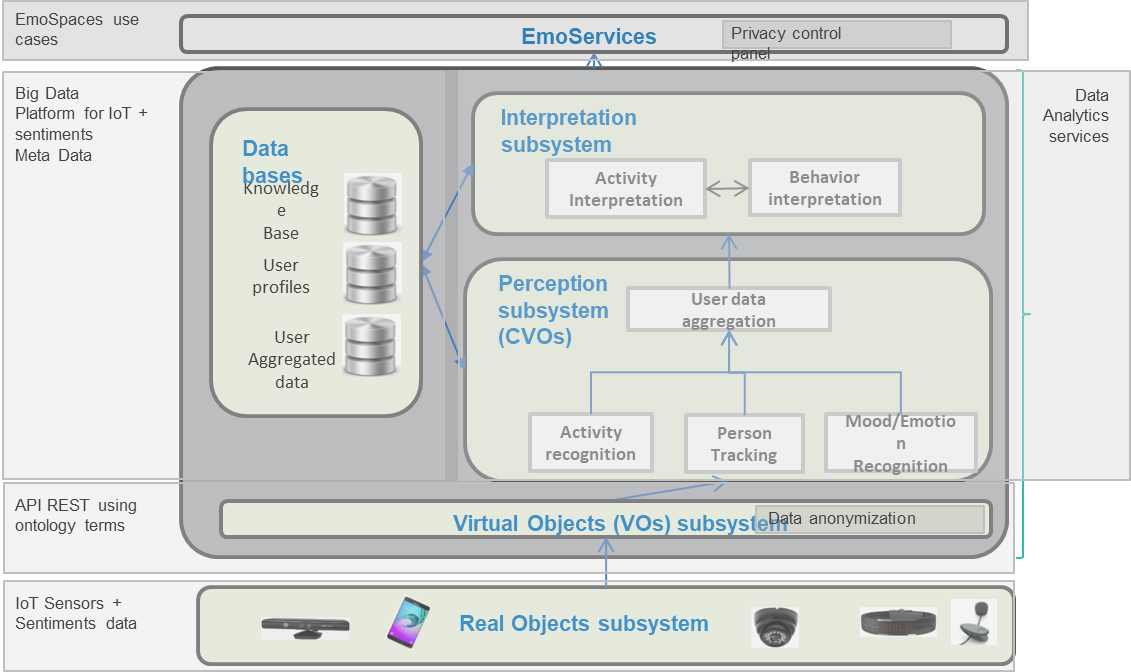 EmoSpaces use
cases
EmoServices
Privacy control
panel
Big Data
Platform for IoT +
sentiments
Meta Data
Data
Analytics
services
Data
bases
Knowledg
e
Base
User
profiles
User
Aggregated
data
Interpretation
subsystem
Activity
Interpretation
Behavior
interpretation
Perception
subsystem
(CVOs)
User data
aggregation
Activity
recognition
Person
Tracking
Mood/Emotio
n
Recognition
API REST using
ontology terms
Virtual Objects (VOs) subsystem
Data anonymization
IoT Sensors +
Sentiments data
Real Objects subsystem